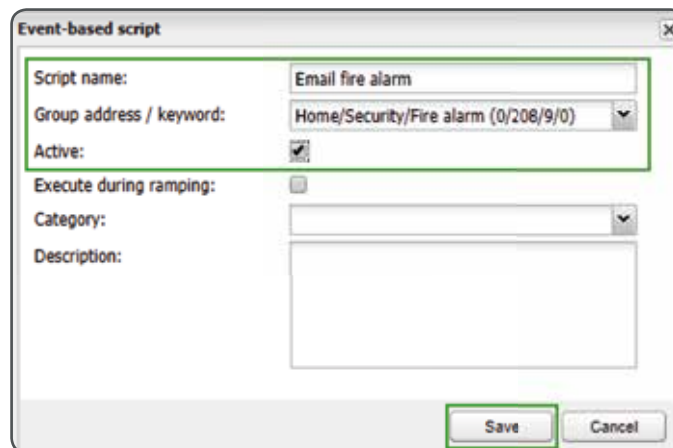 Event-based script
Script name: Email fire alarm
Group address / keyword: Home/Security/Fire alarm (0/208/9/0)
Active:
Execute during ramping:
Category:
Description:
Save Cancel